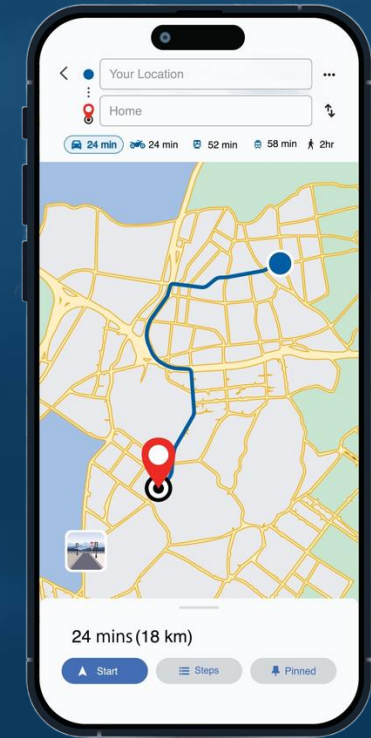 Your Location
Home
24 min 24 min 52 min 58 min 2hr
24 mins (18 km)
Start Steps Pinned